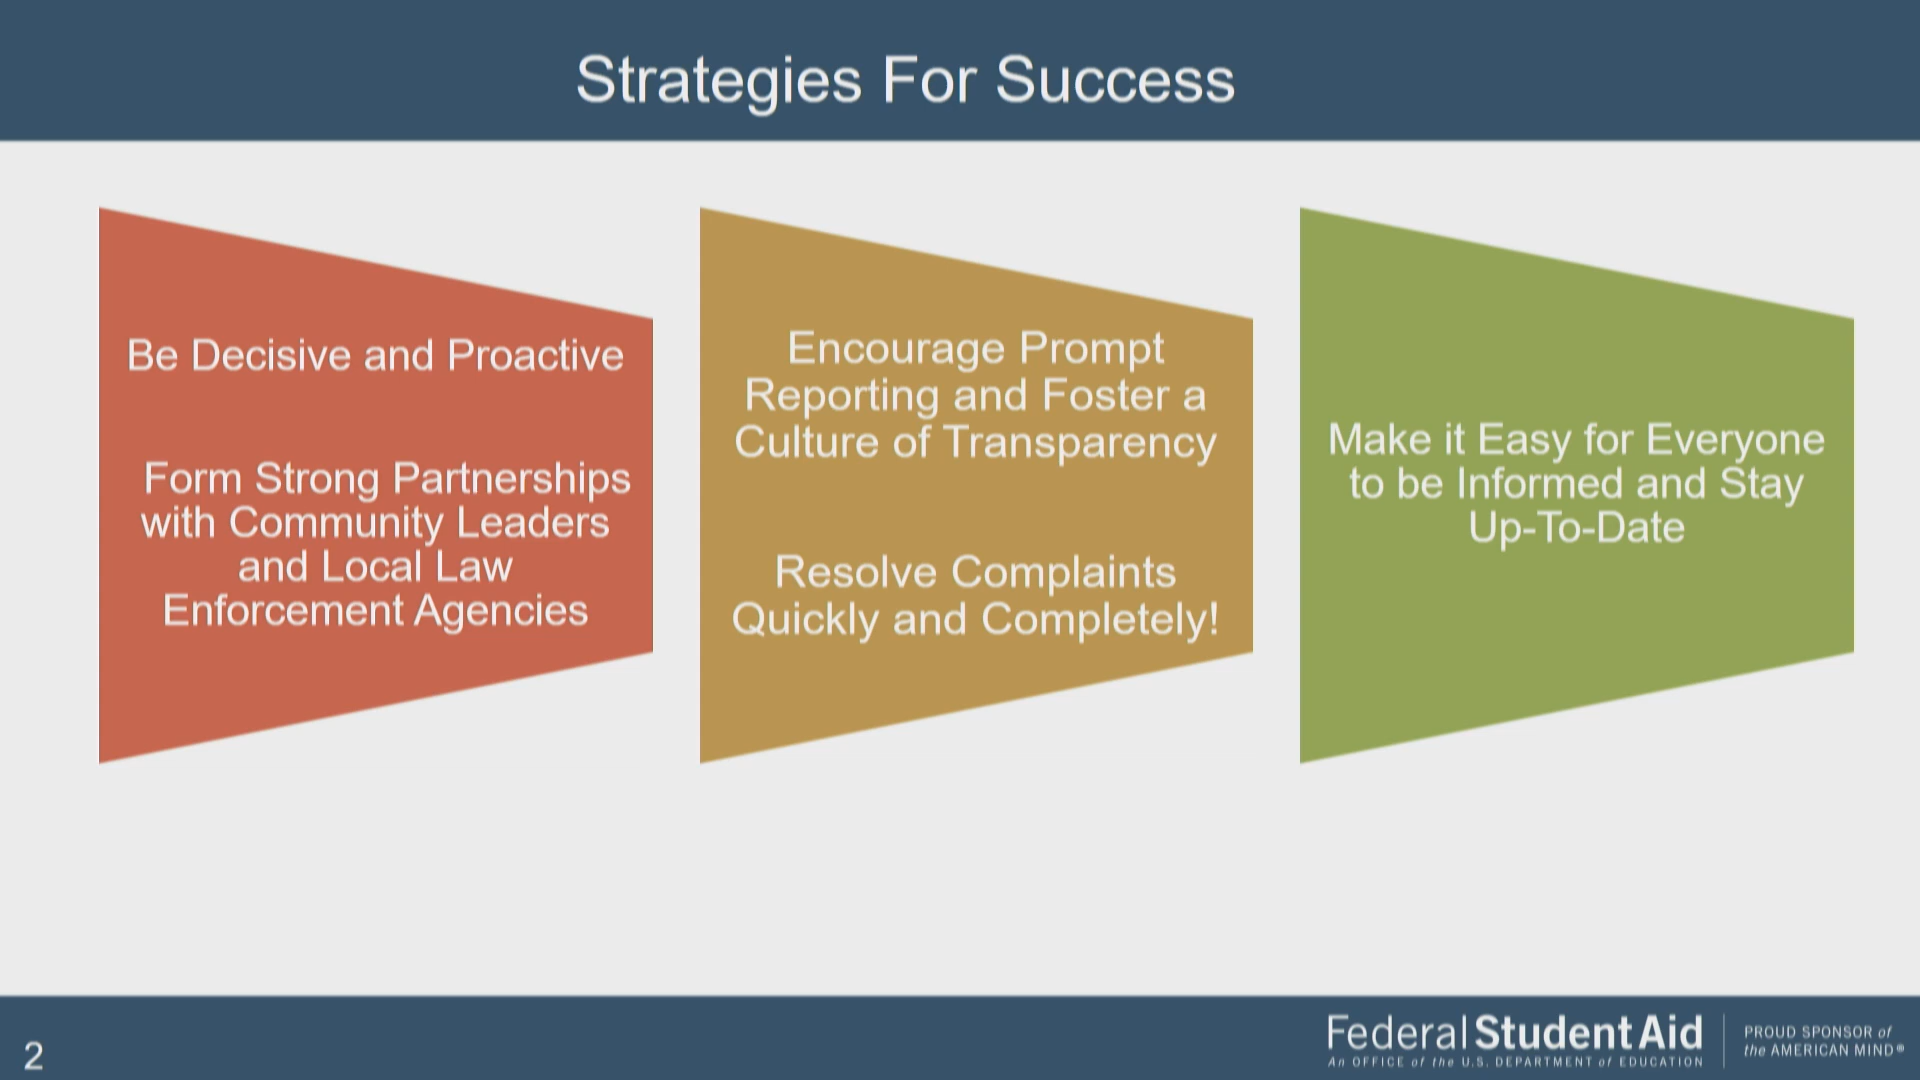 Strategies For Success
Be Decisive and Proactive
Form Strong Partnerships
with Community Leaders
and Local Law
Enforcement Agencies
Encourage Prompt
Reporting and Foster a
Culture of Transparency
Resolve Complaints
Quickly and Completely!
Make it Easy for Everyone
to be Informed and Stay
Up-To-Date
2
Federal Student Aid
An OFFICE of the U.S. DEPARTMENT of EDUCATION
PROUD SPONSOR of
the AMERICAN MIND®